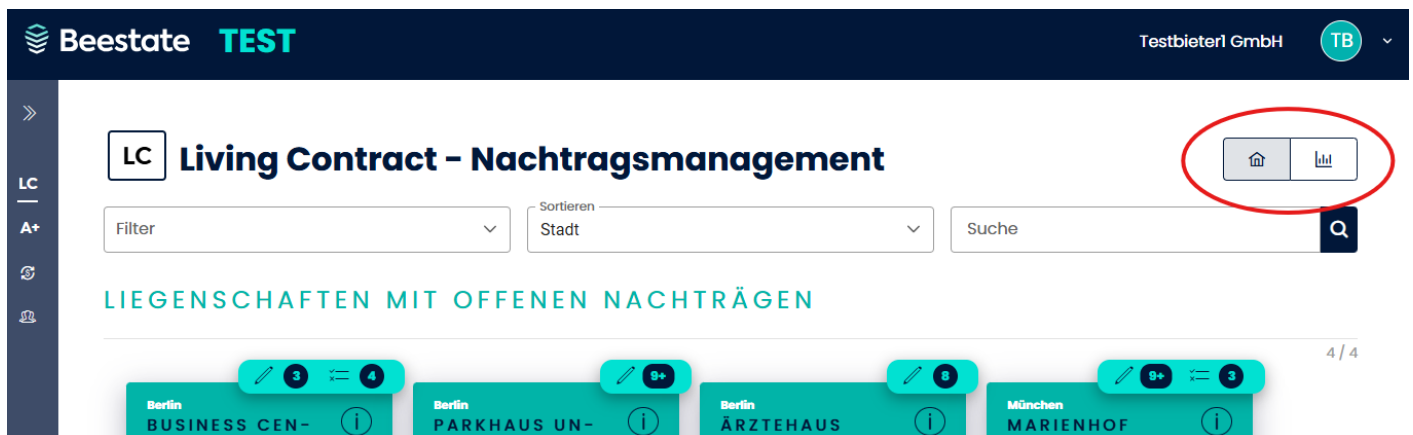 Beestate TEST
Testbieter1 GmbH TB
LC
A+
LC Living Contract - Nachtragsmanagement
Filter
Sortieren
Stadt
Suche
LIEGENSCHAFTEN MIT OFFENEN NACHTRÄGEN
4 / 4
3 4
Berlin
BUSINESS CEN-
9+
Berlin
PARKHAUS UN-
8
Berlin
ÄRZTEHAUS
9+ 3
München
MARIENHOF